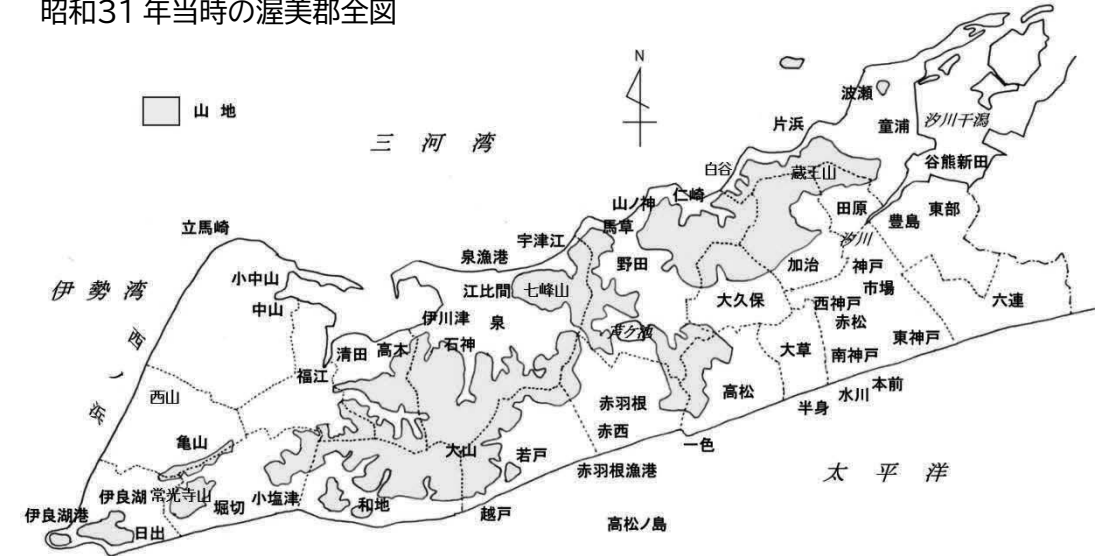 昭和31年当時の渥美郡全図
N
山 地
三 河 湾
伊 勢 湾
太 平 洋
西ノ浜
波瀬
片浜
童浦
汐川干潟
谷熊新田
白谷
蔵王山
仁崎
山ノ神
田原
豊島
東部
立馬崎
馬草
宇津江
汐川
泉漁港
野田
加治
神戸
小中山
江比間
七峰山
市場
大久保
西神戸
六連
中山
伊川津
泉
赤松
清田
高木
石神
大草
南神戸
東神戸
福江
西山
高松
水川
本前
半身
赤羽根
赤西
亀山
大山
若戸
一色
赤羽根漁港
伊良湖
常光寺山
堀切
小塩津
和地
越戸
伊良湖港
日出
高松ノ島